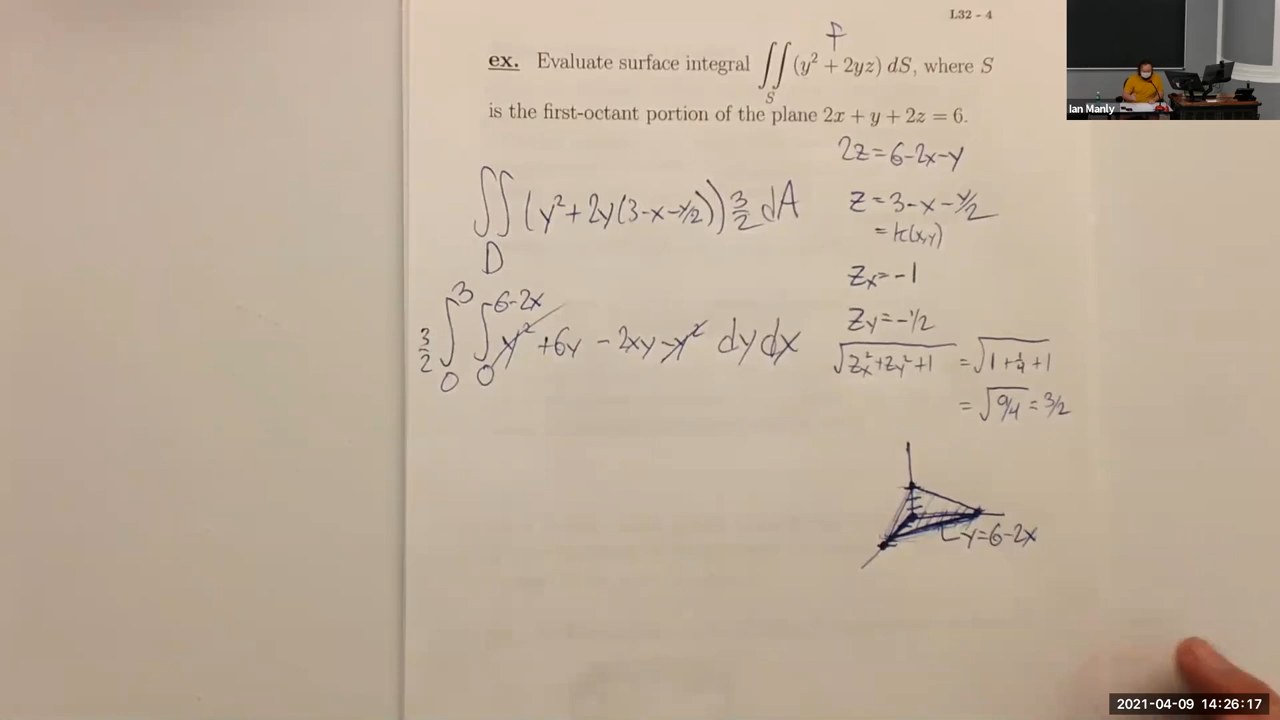 L32 - 4
f
ex. Evaluate surface integral ∬_S (y² + 2yz) dS, where S
is the first-octant portion of the plane 2x + y + 2z = 6.
2z = 6-2x-y
∬_D (y² + 2y(3-x-y/2)) 3/2 dA
z = 3-x-y/2
= k(x,y)
z_x = -1
z_y = -1/2
3/2 ∫_0^3 ∫_0^{6-2x} y² + 6y - 2xy - y² dy dx
√(z_x² + z_y² + 1) = √(1 + 1/4 + 1)
= √(9/4) = 3/2
y = 6-2x
Ian Manly
2021-04-09 14:26:17